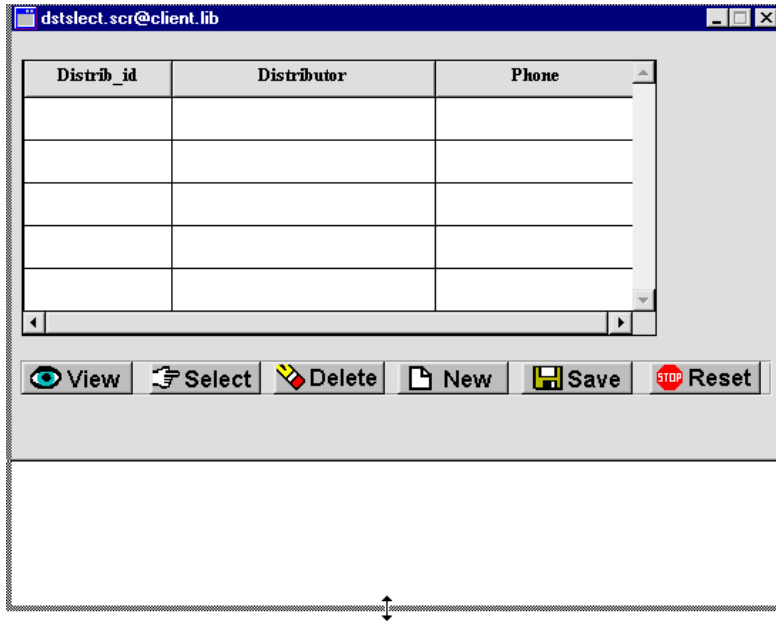 dstslect.scr@client.lib
Distrib_id Distributor Phone
View Select Delete New Save STOP Reset